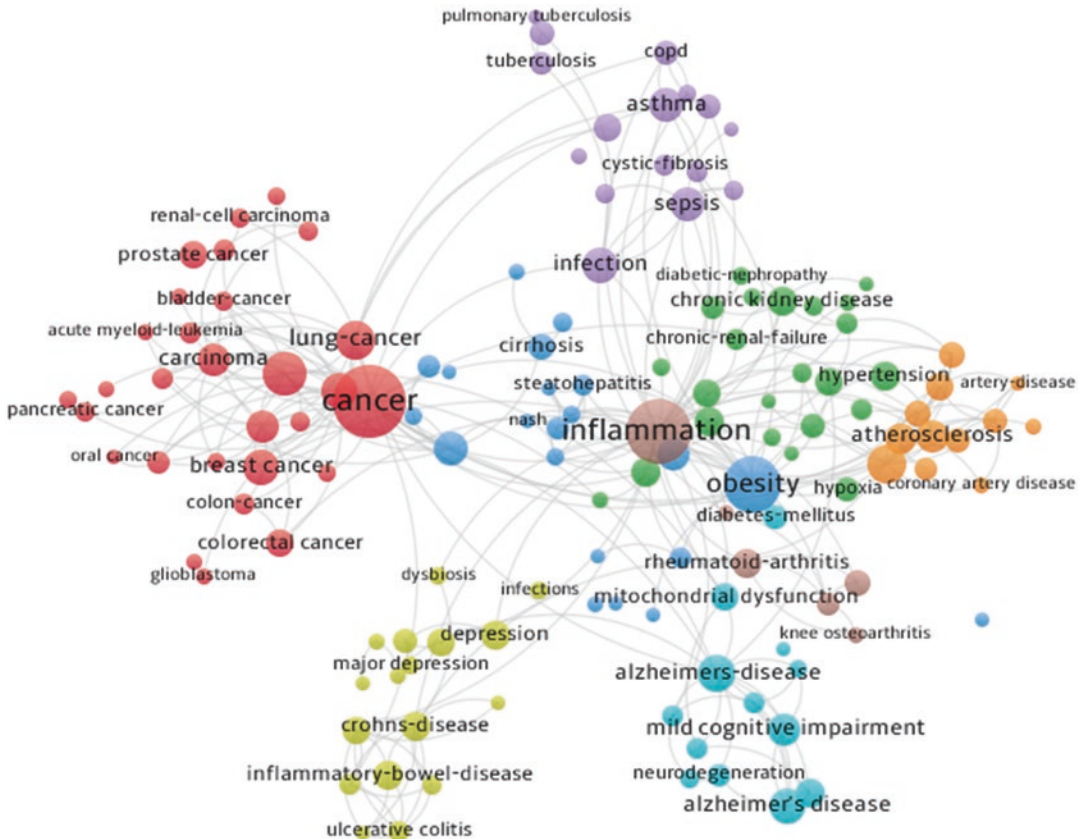 pulmonary tuberculosis
tuberculosis
copd
asthma
cystic-fibrosis
sepsis
renal-cell carcinoma
prostate cancer
infection
diabetic-nephropathy
bladder-cancer
chronic kidney disease
acute myeloid-leukemia
lung-cancer
chronic-renal-failure
cirrhosis
carcinoma
hypertension
artery-disease
steatohepatitis
cancer
pancreatic cancer
nash
inflammation
atherosclerosis
oral cancer
breast cancer
obesity
hypoxia
coronary artery disease
colon-cancer
diabetes-mellitus
colorectal cancer
glioblastoma
dysbiosis
rheumatoid-arthritis
infections
mitochondrial dysfunction
depression
knee osteoarthritis
major depression
alzheimers-disease
crohns-disease
mild cognitive impairment
inflammatory-bowel-disease
neurodegeneration
alzheimer's disease
ulcerative colitis